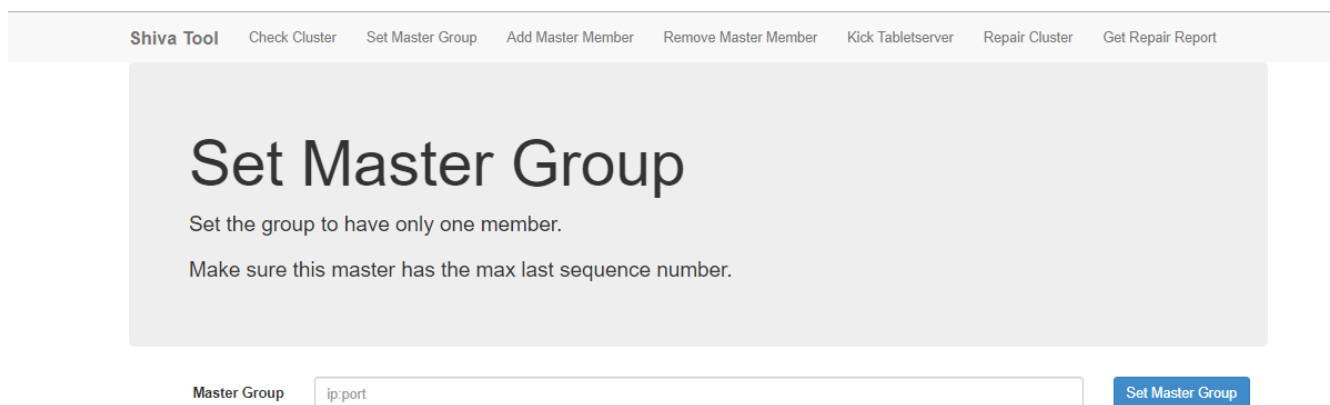 Shiva Tool Check Cluster Set Master Group Add Master Member Remove Master Member Kick Tabletserver Repair Cluster Get Repair Report
Set Master Group
Set the group to have only one member.
Make sure this master has the max last sequence number.
Master Group ip:port Set Master Group